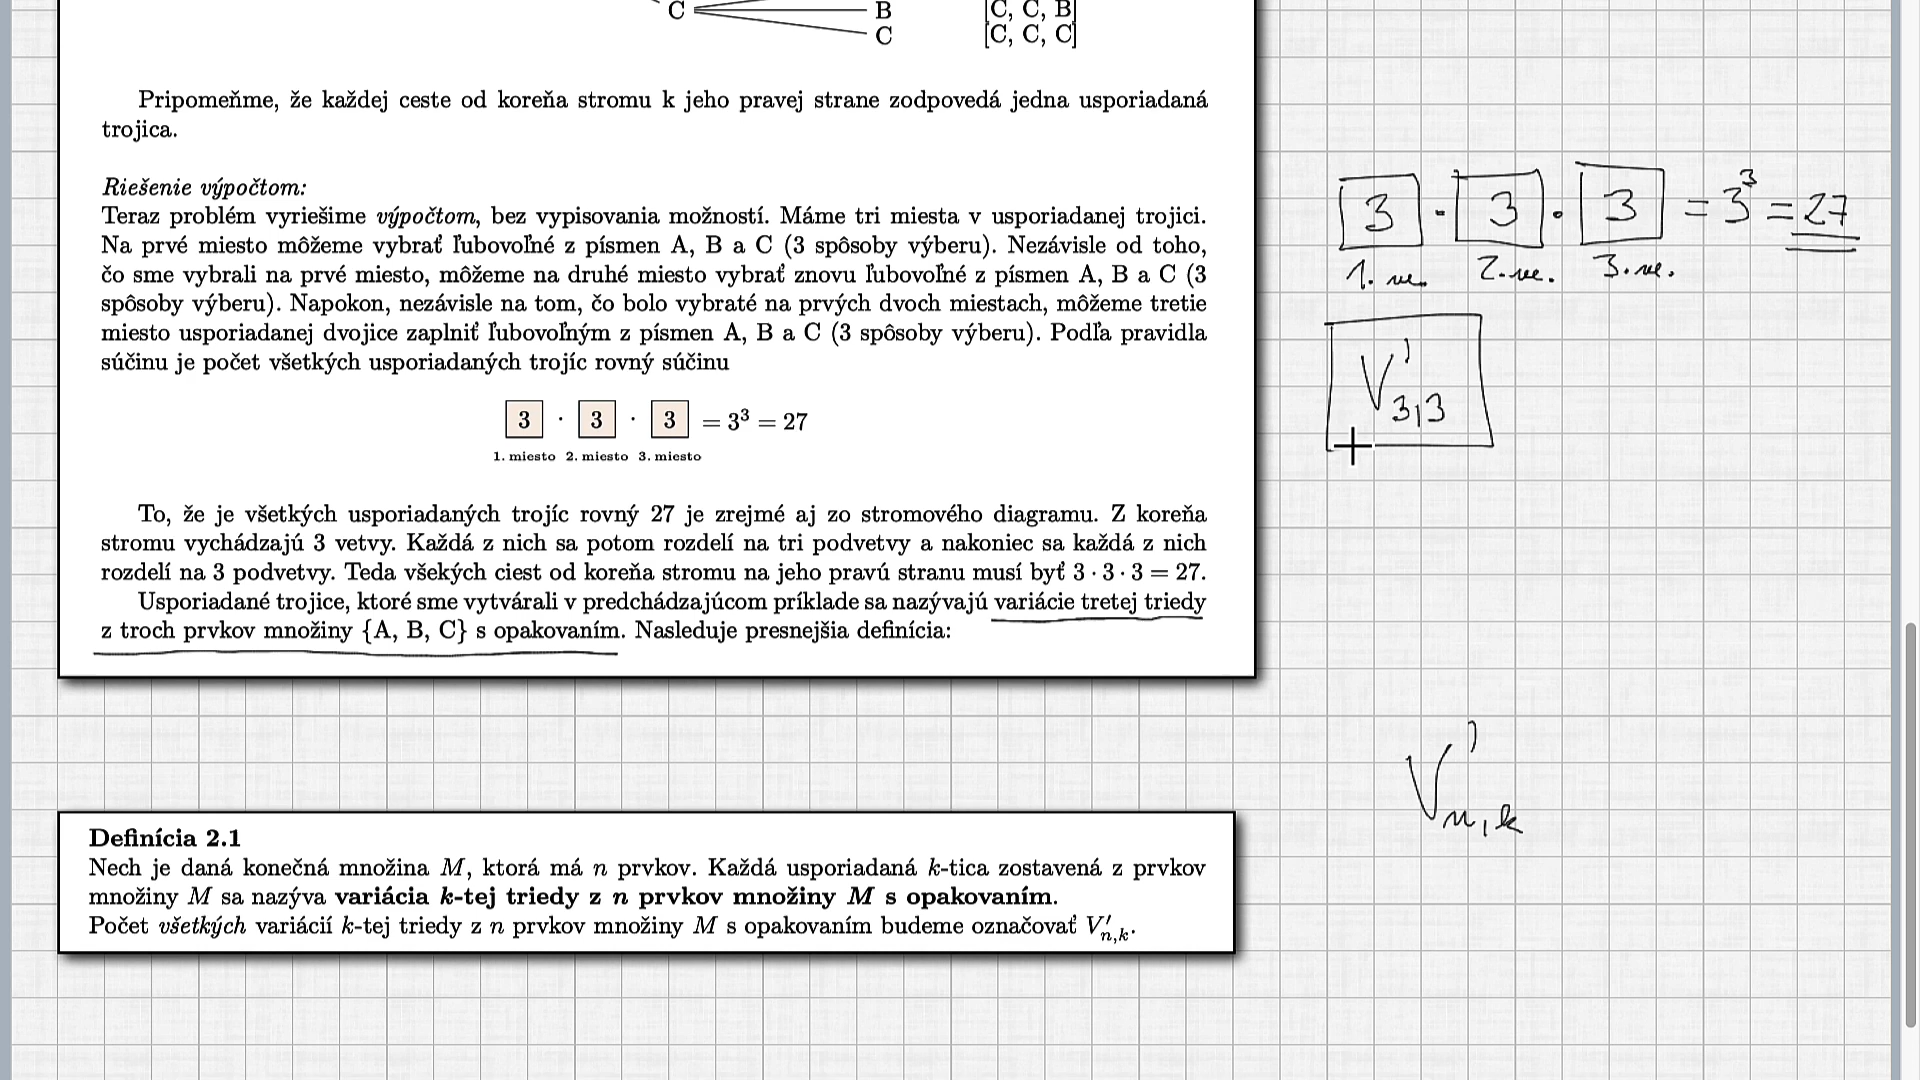 C B [C, C, B]
C [C, C, C]
Pripomeňme, že každej ceste od koreňa stromu k jeho pravej strane zodpovedá jedna usporiadaná
trojica.
Riešenie výpočtom:
Teraz problém vyriešime výpočtom, bez vypisovania možností. Máme tri miesta v usporiadanej trojici.
Na prvé miesto môžeme vybrať ľubovoľné z písmen A, B a C (3 spôsoby výberu). Nezávisle od toho,
čo sme vybrali na prvé miesto, môžeme na druhé miesto vybrať znovu ľubovoľné z písmen A, B a C (3
spôsoby výberu). Napokon, nezávisle na tom, čo bolo vybraté na prvých dvoch miestach, môžeme tretie
miesto usporiadanej dvojice zaplniť ľubovoľným z písmen A, B a C (3 spôsoby výberu). Podľa pravidla
súčinu je počet všetkých usporiadaných trojíc rovný súčinu
3 · 3 · 3 = 3³ = 27
1. miesto 2. miesto 3. miesto
To, že je všetkých usporiadaných trojíc rovný 27 je zrejmé aj zo stromového diagramu. Z koreňa
stromu vychádzajú 3 vetvy. Každá z nich sa potom rozdelí na tri podvetvy a nakoniec sa každá z nich
rozdelí na 3 podvetvy. Teda všekých ciest od koreňa stromu na jeho pravú stranu musí byť 3 · 3 · 3 = 27.
Usporiadané trojice, ktoré sme vytvárali v predchádzajúcom príklade sa nazývajú variácie tretej triedy
z troch prvkov množiny {A, B, C} s opakovaním. Nasleduje presnejšia definícia:
3 · 3 · 3 = 3³ = 27
1. m. 2. m. 3. m.
V'3,3
V'n,k
Definícia 2.1
Nech je daná konečná množina M, ktorá má n prvkov. Každá usporiadaná k-tica zostavená z prvkov
množiny M sa nazýva variácia k-tej triedy z n prvkov množiny M s opakovaním.
Počet všetkých variácií k-tej triedy z n prvkov množiny M s opakovaním budeme označovať V'n,k.